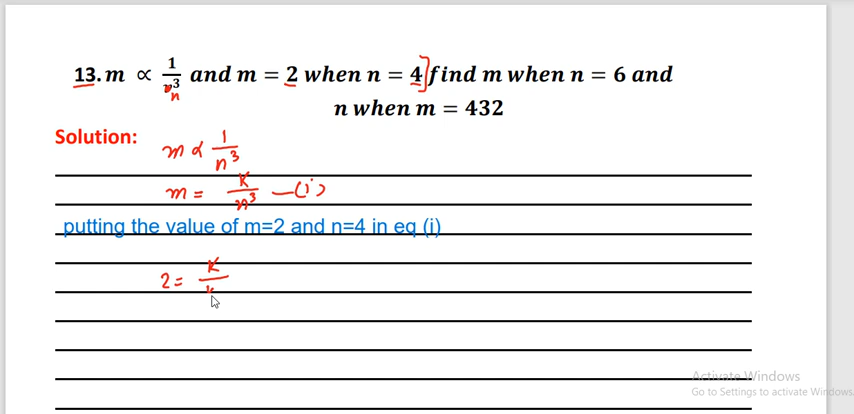 13. m ∝ 1/n³ and m = 2 when n = 4 find m when n = 6 and
n when m = 432
Solution:
m ∝ 1/n³
m = K/n³ —(i)
putting the value of m=2 and n=4 in eq (i)
2 = K/
Activate Windows
Go to Settings to activate Windows.